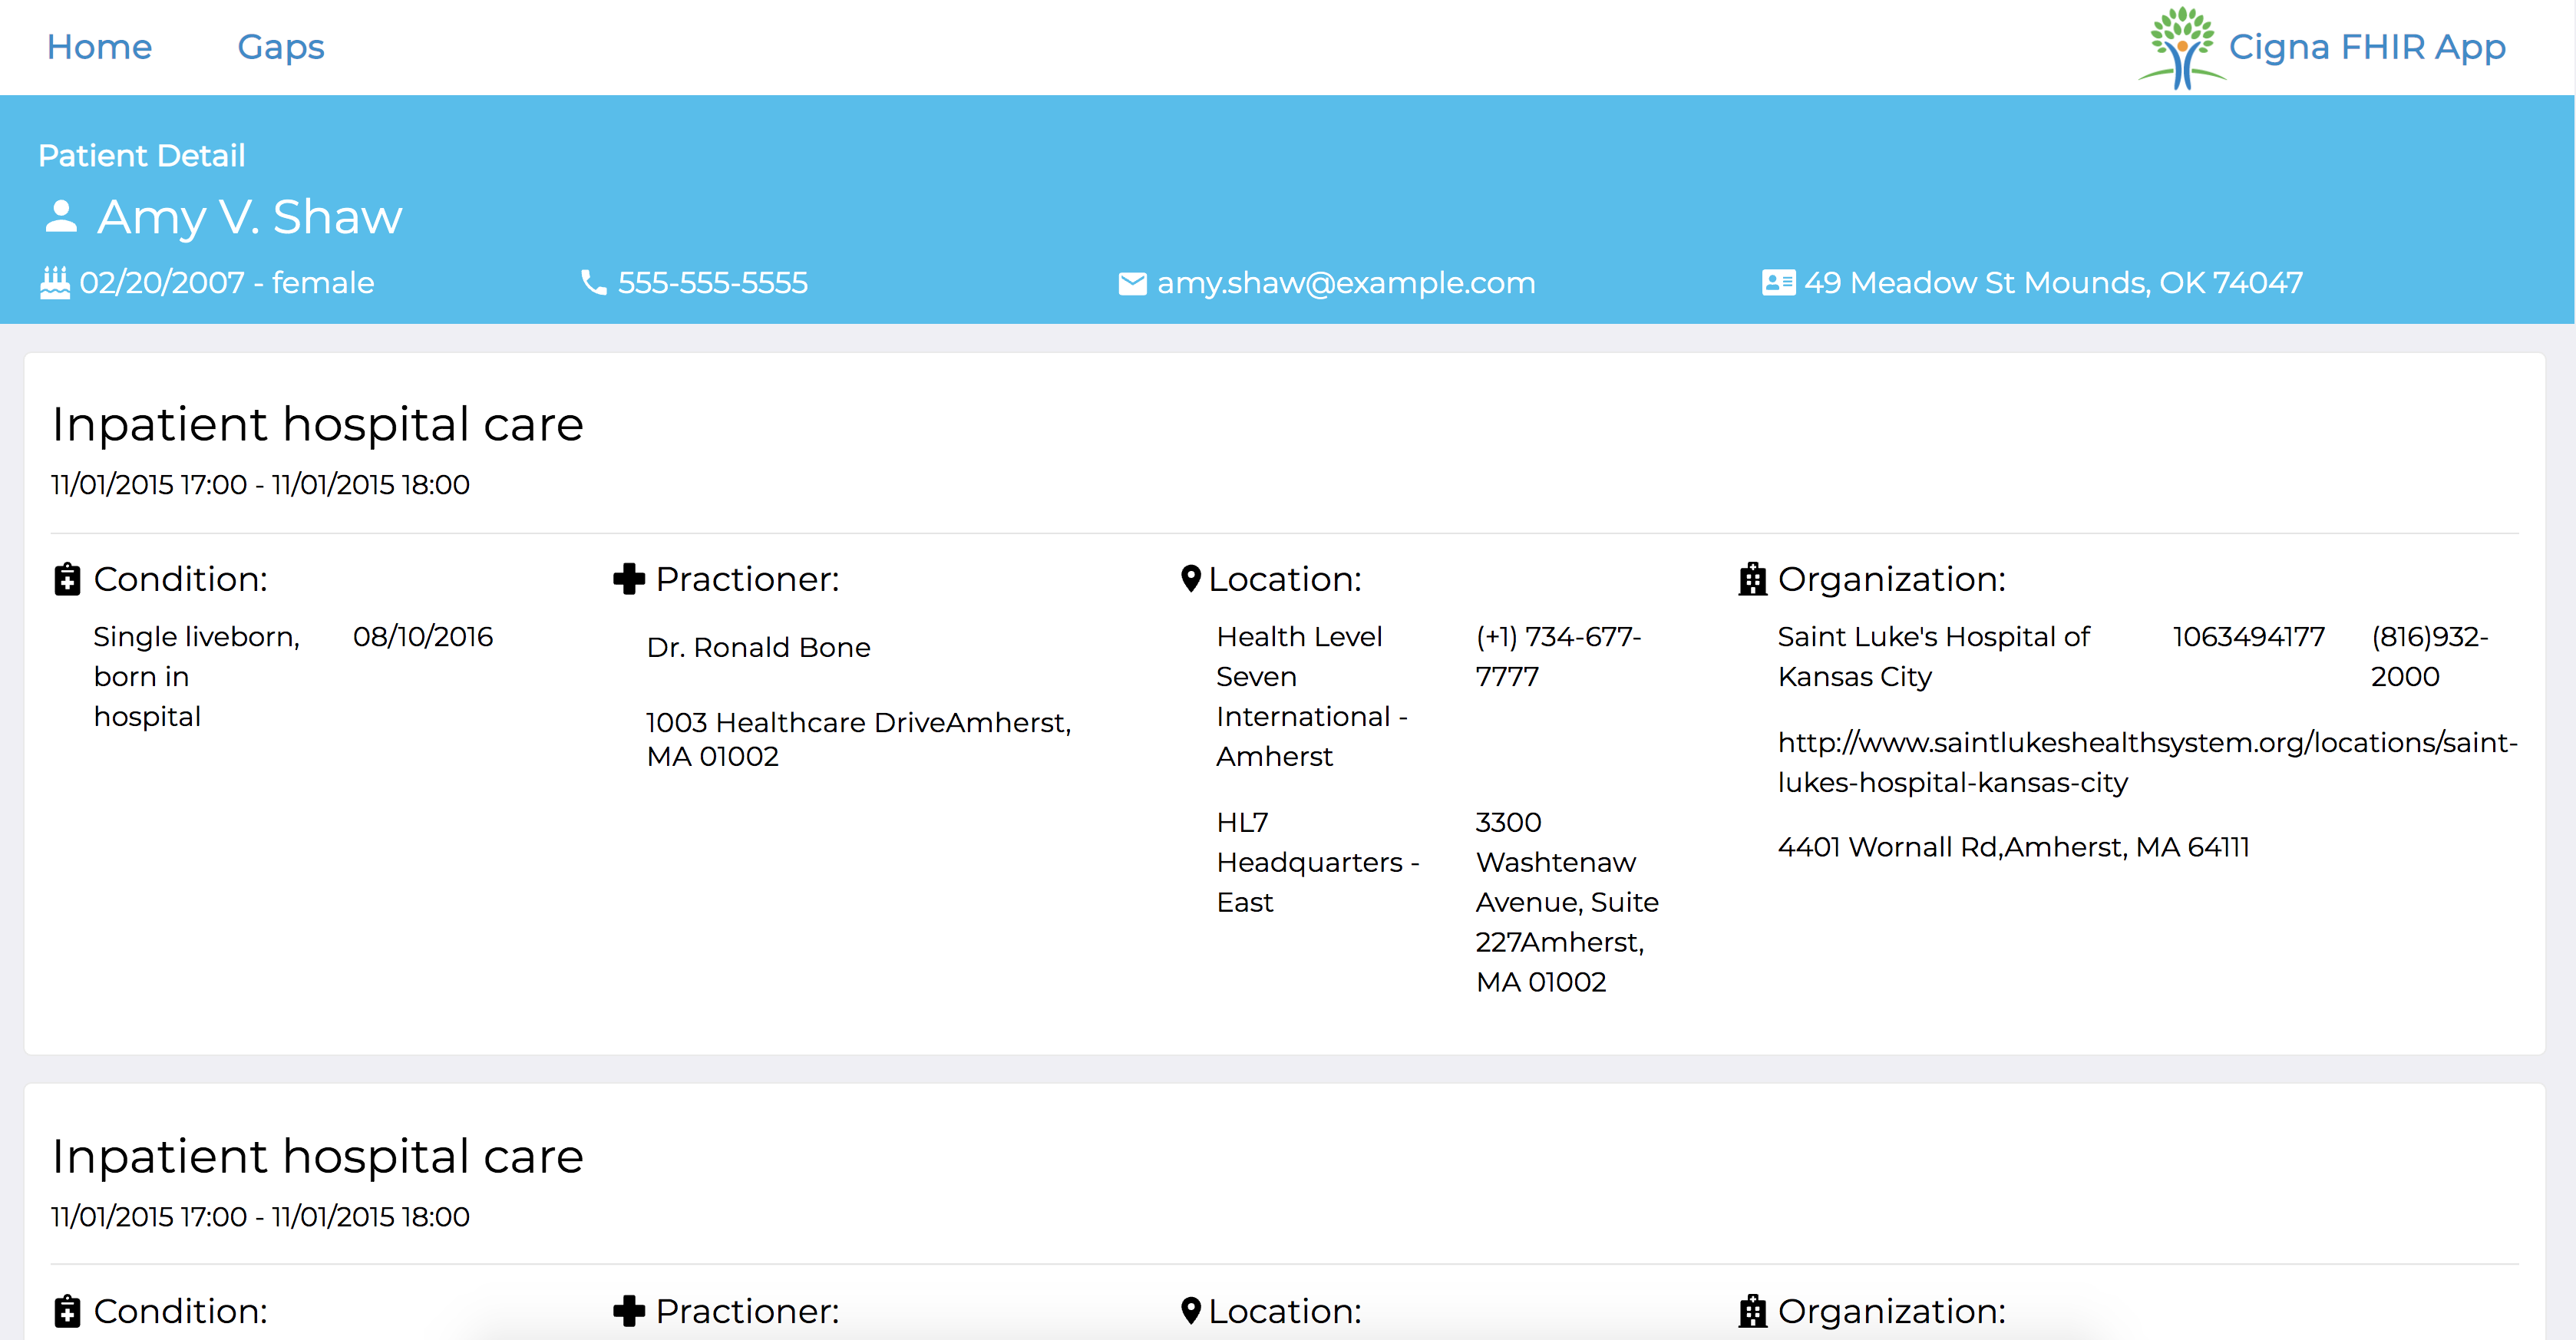 Home Gaps Cigna FHIR App
Patient Detail
Amy V. Shaw
02/20/2007 - female 555-555-5555 amy.shaw@example.com 49 Meadow St Mounds, OK 74047
Inpatient hospital care
11/01/2015 17:00 - 11/01/2015 18:00
Condition:
Single liveborn,
born in
hospital
08/10/2016
Practioner:
Dr. Ronald Bone
1003 Healthcare DriveAmherst,
MA 01002
Location:
Health Level
Seven
International -
Amherst
(+1) 734-677-
7777
HL7
Headquarters -
East
3300
Washtenaw
Avenue, Suite
227Amherst,
MA 01002
Organization:
Saint Luke's Hospital of
Kansas City
1063494177
(816)932-
2000
http://www.saintlukeshealthsystem.org/locations/saint-
lukes-hospital-kansas-city
4401 Wornall Rd,Amherst, MA 64111
Inpatient hospital care
11/01/2015 17:00 - 11/01/2015 18:00
Condition: Practioner: Location: Organization: